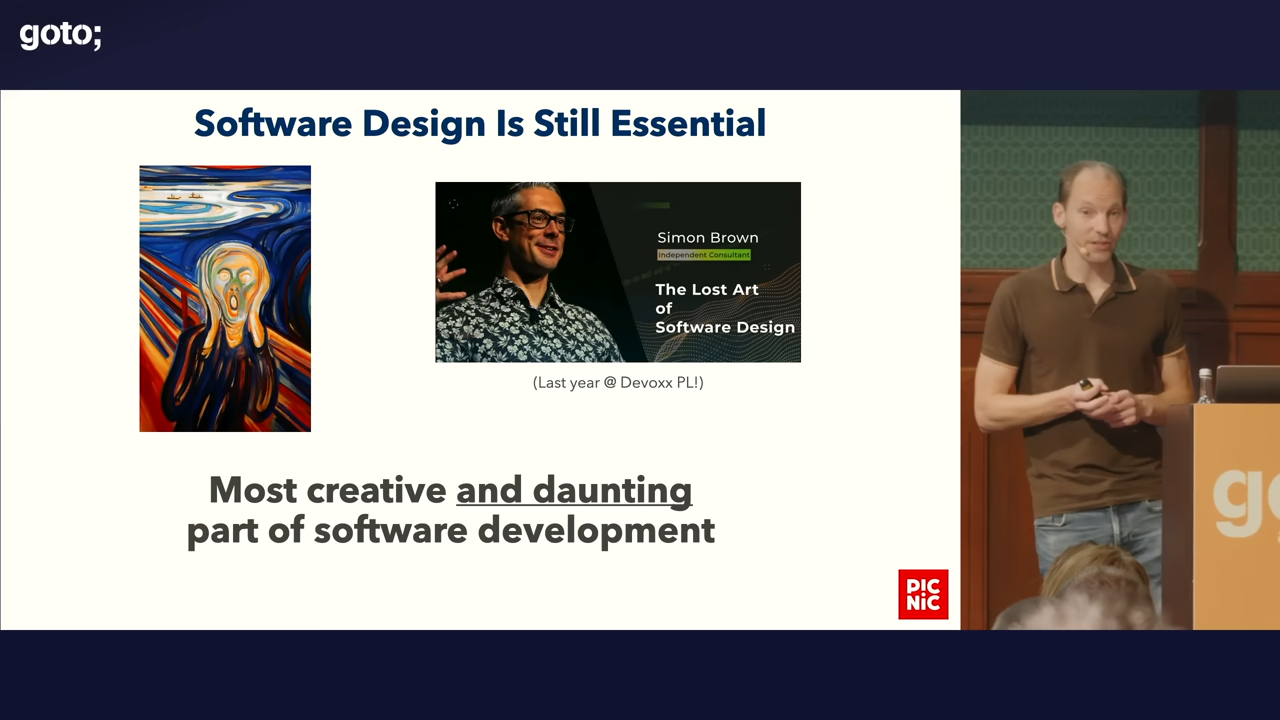 goto;
Software Design Is Still Essential
Simon Brown
Independent Consultant
The Lost Art
of
Software Design
(Last year @ Devoxx PL!)
Most creative and daunting
part of software development
PIC
NIC
go